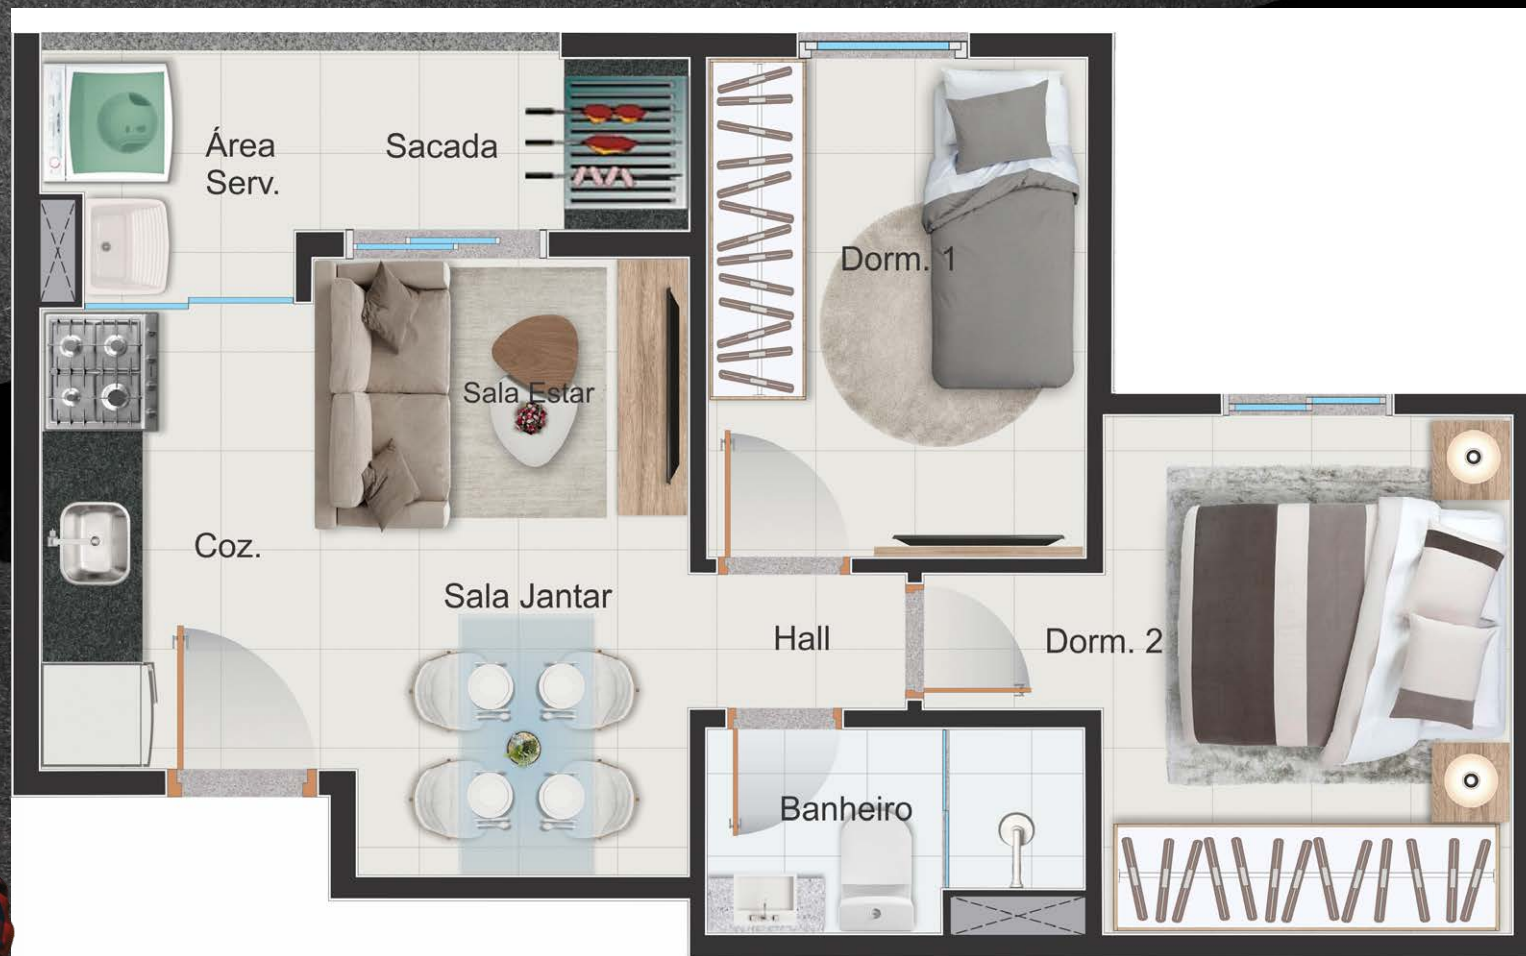 Área
Serv.
Sacada
Dorm. 1
Sala Estar
Coz.
Sala Jantar
Hall
Dorm. 2
Banheiro